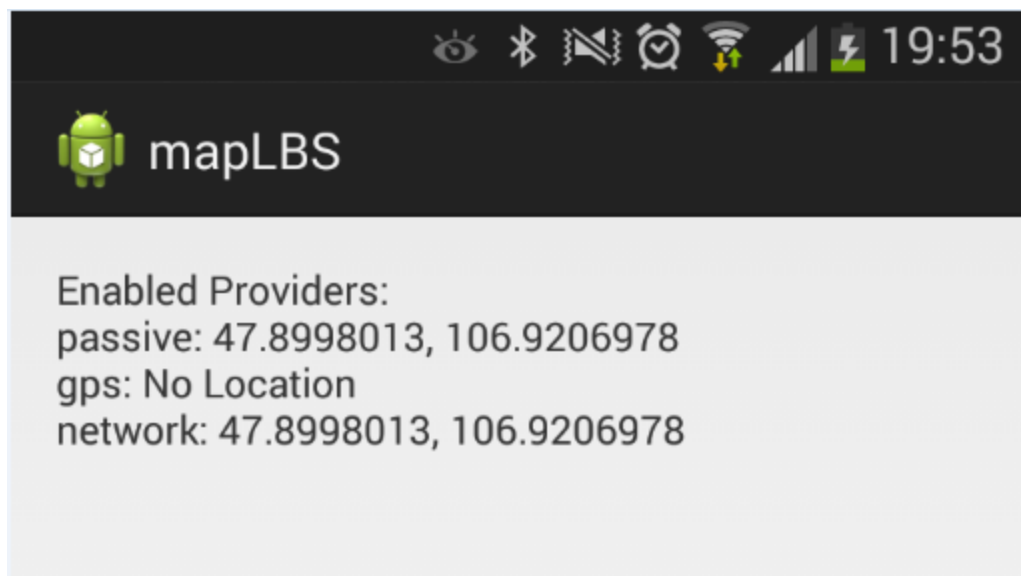 19:53
mapLBS
Enabled Providers:
passive: 47.8998013, 106.9206978
gps: No Location
network: 47.8998013, 106.9206978